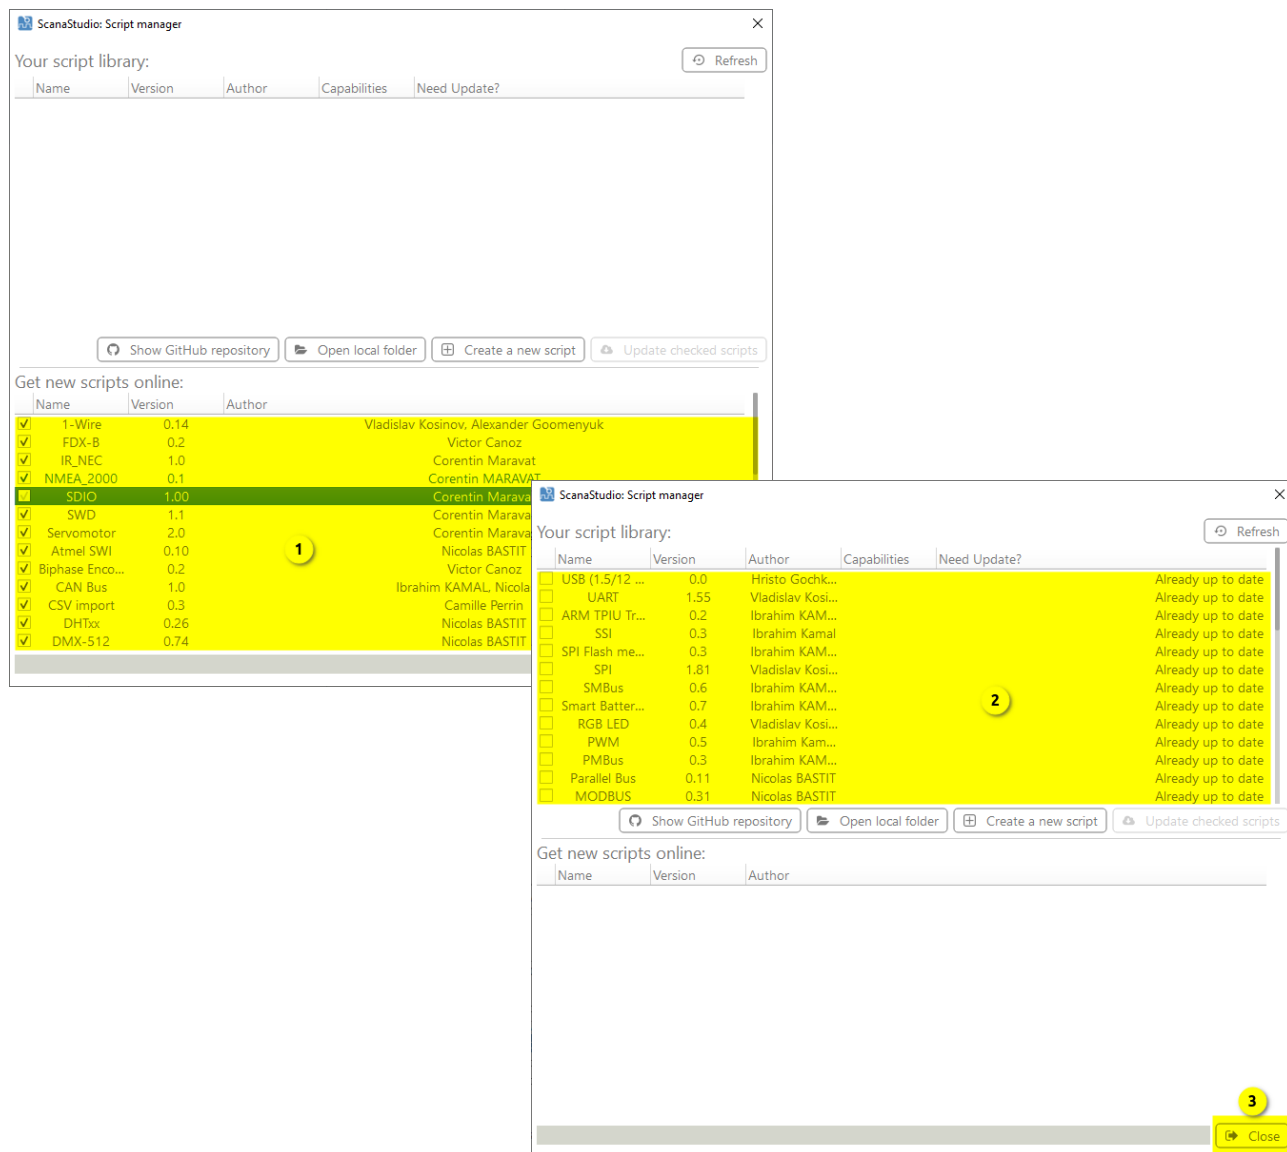 ScanaStudio: Script manager
Your script library:
Refresh
Name Version Author Capabilities Need Update?
Show GitHub repository Open local folder Create a new script Update checked scripts
Get new scripts online:
Name Version Author
1-Wire 0.14 Vladislav Kosinov, Alexander Goomenyuk
FDX-B 0.2 Victor Canoz
IR_NEC 1.0 Corentin Maravat
NMEA_2000 0.1 Corentin MARAVAT
SDIO 1.00 Corentin Marava
SWD 1.1 Corentin Marava
Servomotor 2.0 Corentin Marava
Atmel SWI 0.10 Nicolas BASTIT
1
Biphase Enco... 0.2 Victor Canoz
CAN Bus 1.0 Ibrahim KAMAL, Nicola
CSV import 0.3 Camille Perrin
DHTxx 0.26 Nicolas BASTIT
DMX-512 0.74 Nicolas BASTIT
ScanaStudio: Script manager
Your script library:
Refresh
Name Version Author Capabilities Need Update?
USB (1.5/12 ... 0.0 Hristo Gochk... Already up to date
UART 1.55 Vladislav Kosi... Already up to date
ARM TPIU Tr... 0.2 Ibrahim KAM... Already up to date
SSI 0.3 Ibrahim Kamal Already up to date
SPI Flash me... 0.3 Ibrahim KAM... Already up to date
SPI 1.81 Vladislav Kosi... Already up to date
SMBus 0.6 Ibrahim KAM... Already up to date
2
Smart Batter... 0.7 Ibrahim KAM... Already up to date
RGB LED 0.4 Vladislav Kosi... Already up to date
PWM 0.5 Ibrahim Kam... Already up to date
PMBus 0.3 Ibrahim KAM... Already up to date
Parallel Bus 0.11 Nicolas BASTIT Already up to date
MODBUS 0.31 Nicolas BASTIT Already up to date
Show GitHub repository Open local folder Create a new script Update checked scripts
Get new scripts online:
Name Version Author
3
Close